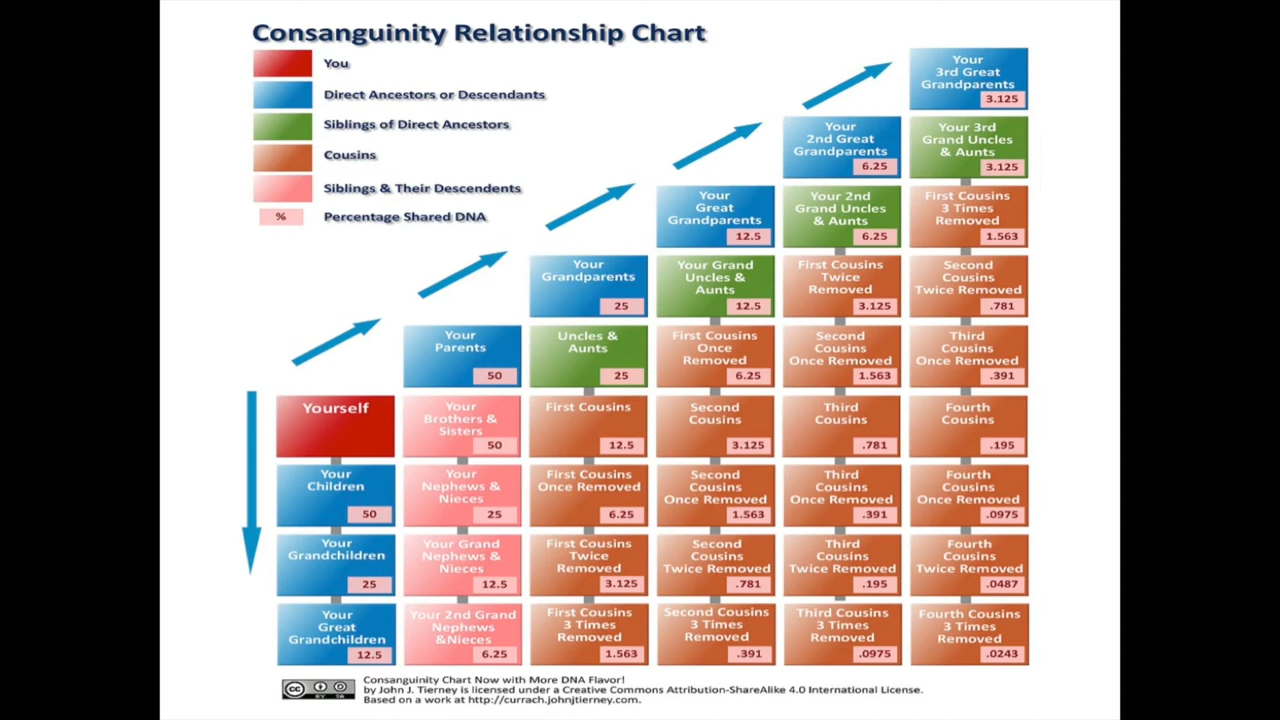 Consanguinity Relationship Chart
You
Direct Ancestors or Descendants
Siblings of Direct Ancestors
Cousins
Siblings & Their Descendents
%
Percentage Shared DNA
Your
3rd Great
Grandparents
3.125
Your
2nd Great
Grandparents
6.25
Your 3rd
Grand Uncles
& Aunts
3.125
Your
Great
Grandparents
12.5
Your 2nd
Grand Uncles
& Aunts
6.25
First Cousins
3 Times
Removed
1.563
Your
Grandparents
25
Your Grand
Uncles &
Aunts
12.5
First Cousins
Twice
Removed
3.125
Second
Cousins
Twice Removed
.781
Your
Parents
50
Uncles &
Aunts
25
First Cousins
Once
Removed
6.25
Second
Cousins
Once Removed
1.563
Third
Cousins
Once Removed
.391
Yourself
Your
Brothers &
Sisters
50
First Cousins
12.5
Second
Cousins
3.125
Third
Cousins
.781
Fourth
Cousins
.195
Your
Children
50
Your
Nephews &
Nieces
25
First Cousins
Once Removed
6.25
Second
Cousins
Once Removed
1.563
Third
Cousins
Once Removed
.391
Fourth
Cousins
Once Removed
.0975
Your
Grandchildren
25
Your Grand
Nephews &
Nieces
12.5
First Cousins
Twice
Removed
3.125
Second
Cousins
Twice Removed
.781
Third
Cousins
Twice Removed
.195
Fourth
Cousins
Twice Removed
.0487
Your
Great
Grandchildren
12.5
Your 2nd Grand
Nephews
&Nieces
6.25
First Cousins
3 Times
Removed
1.563
Second Cousins
3 Times
Removed
.391
Third Cousins
3 Times
Removed
.0975
Fourth Cousins
3 Times
Removed
.0243
cc
BY SA
Consanguinity Chart Now with More DNA Flavor!
by John J. Tierney is licensed under a Creative Commons Attribution-ShareAlike 4.0 International License.
Based on a work at http://currach.johnjtierney.com.